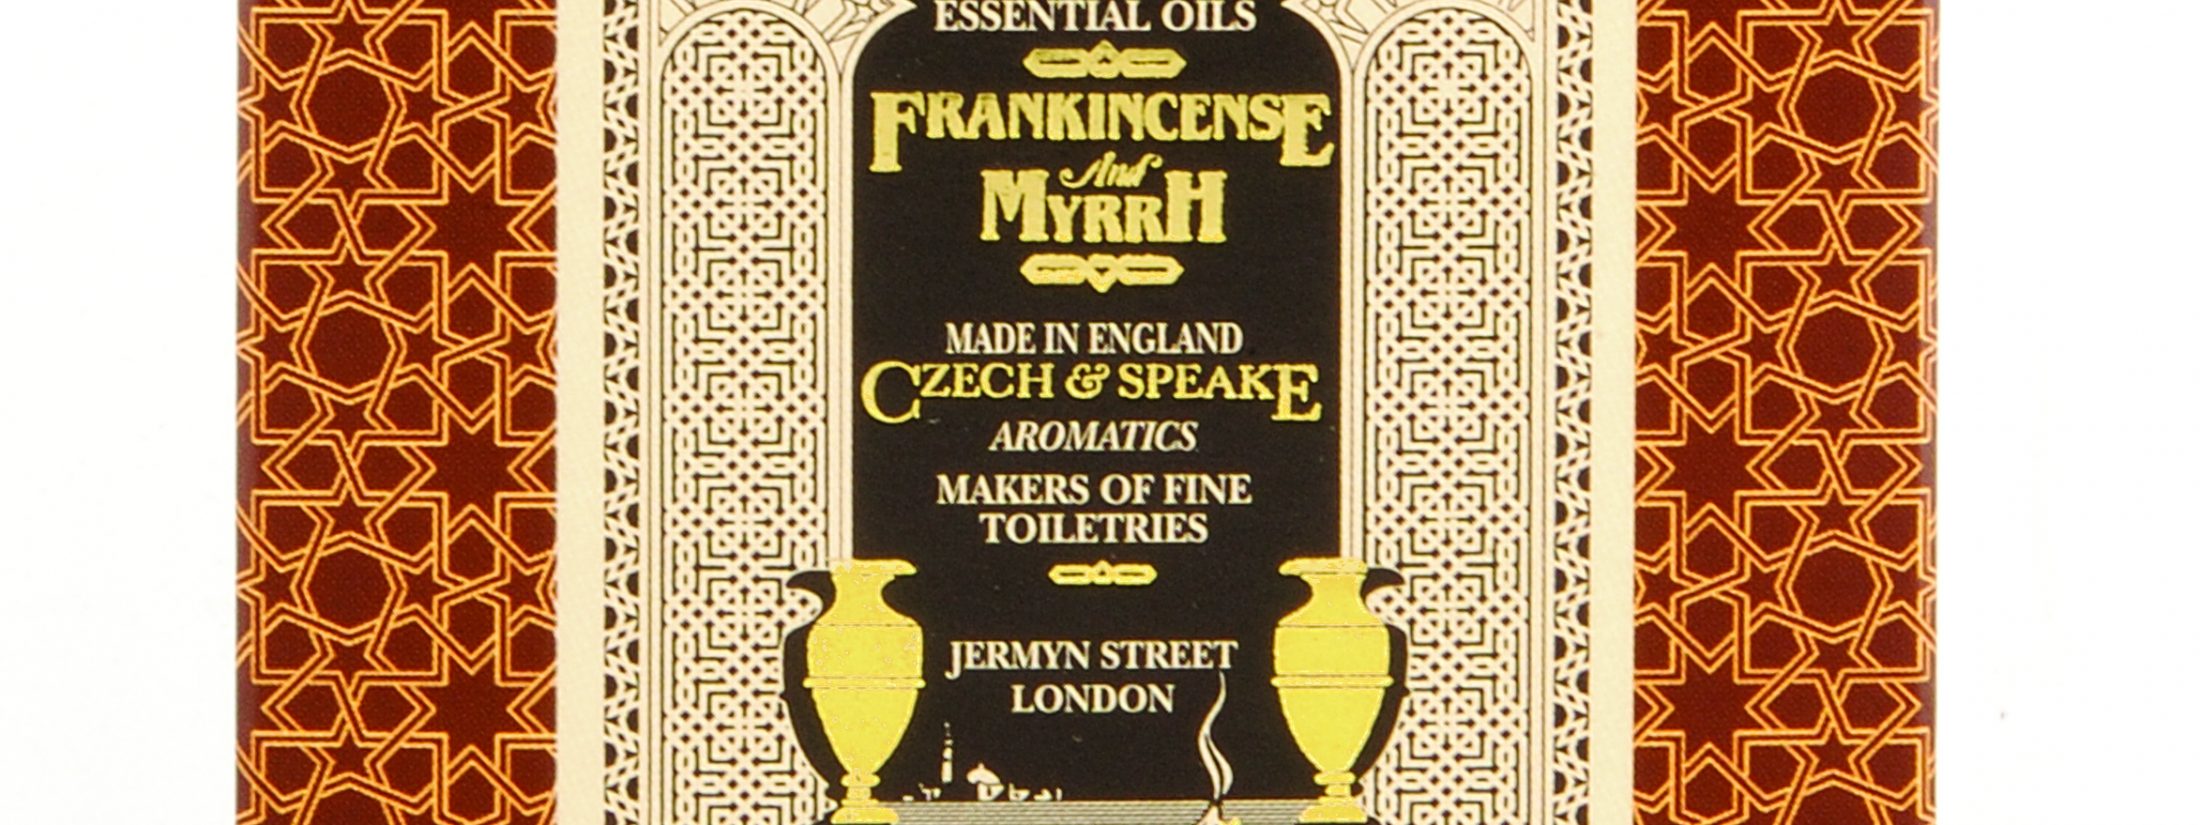 ESSENTIAL OILS
FRANKINCENSE
And
MYRRH
MADE IN ENGLAND
CZECH & SPEAKE
AROMATICS
MAKERS OF FINE
TOILETRIES
JERMYN STREET
LONDON